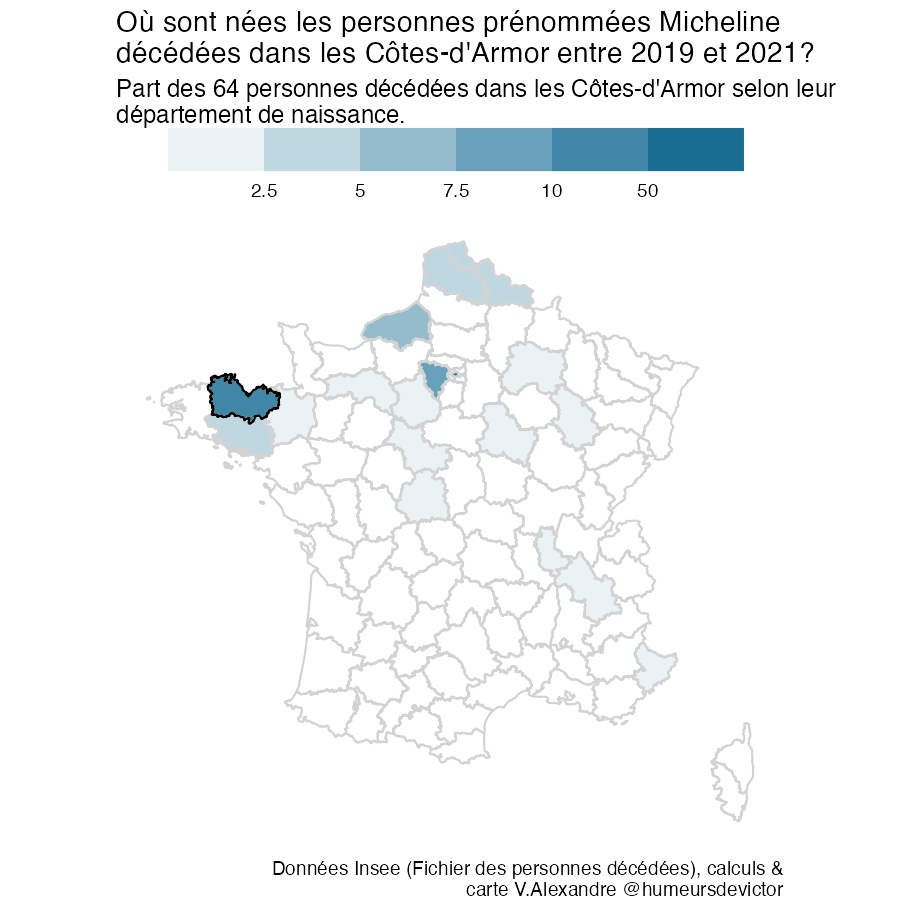 Où sont nées les personnes prénommées Micheline
décédées dans les Côtes-d'Armor entre 2019 et 2021?
Part des 64 personnes décédées dans les Côtes-d'Armor selon leur
département de naissance.
2.5 5 7.5 10 50
Données Insee (Fichier des personnes décédées), calculs &
carte V.Alexandre @humeursdevictor